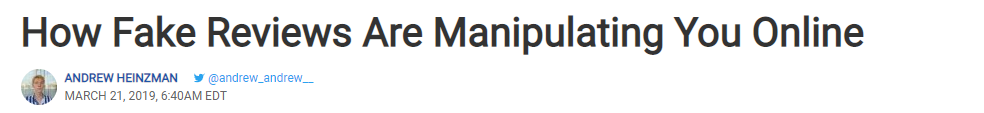 How Fake Reviews Are Manipulating You Online
ANDREW HEINZMAN @andrew_andrew__
MARCH 21, 2019, 6:40AM EDT